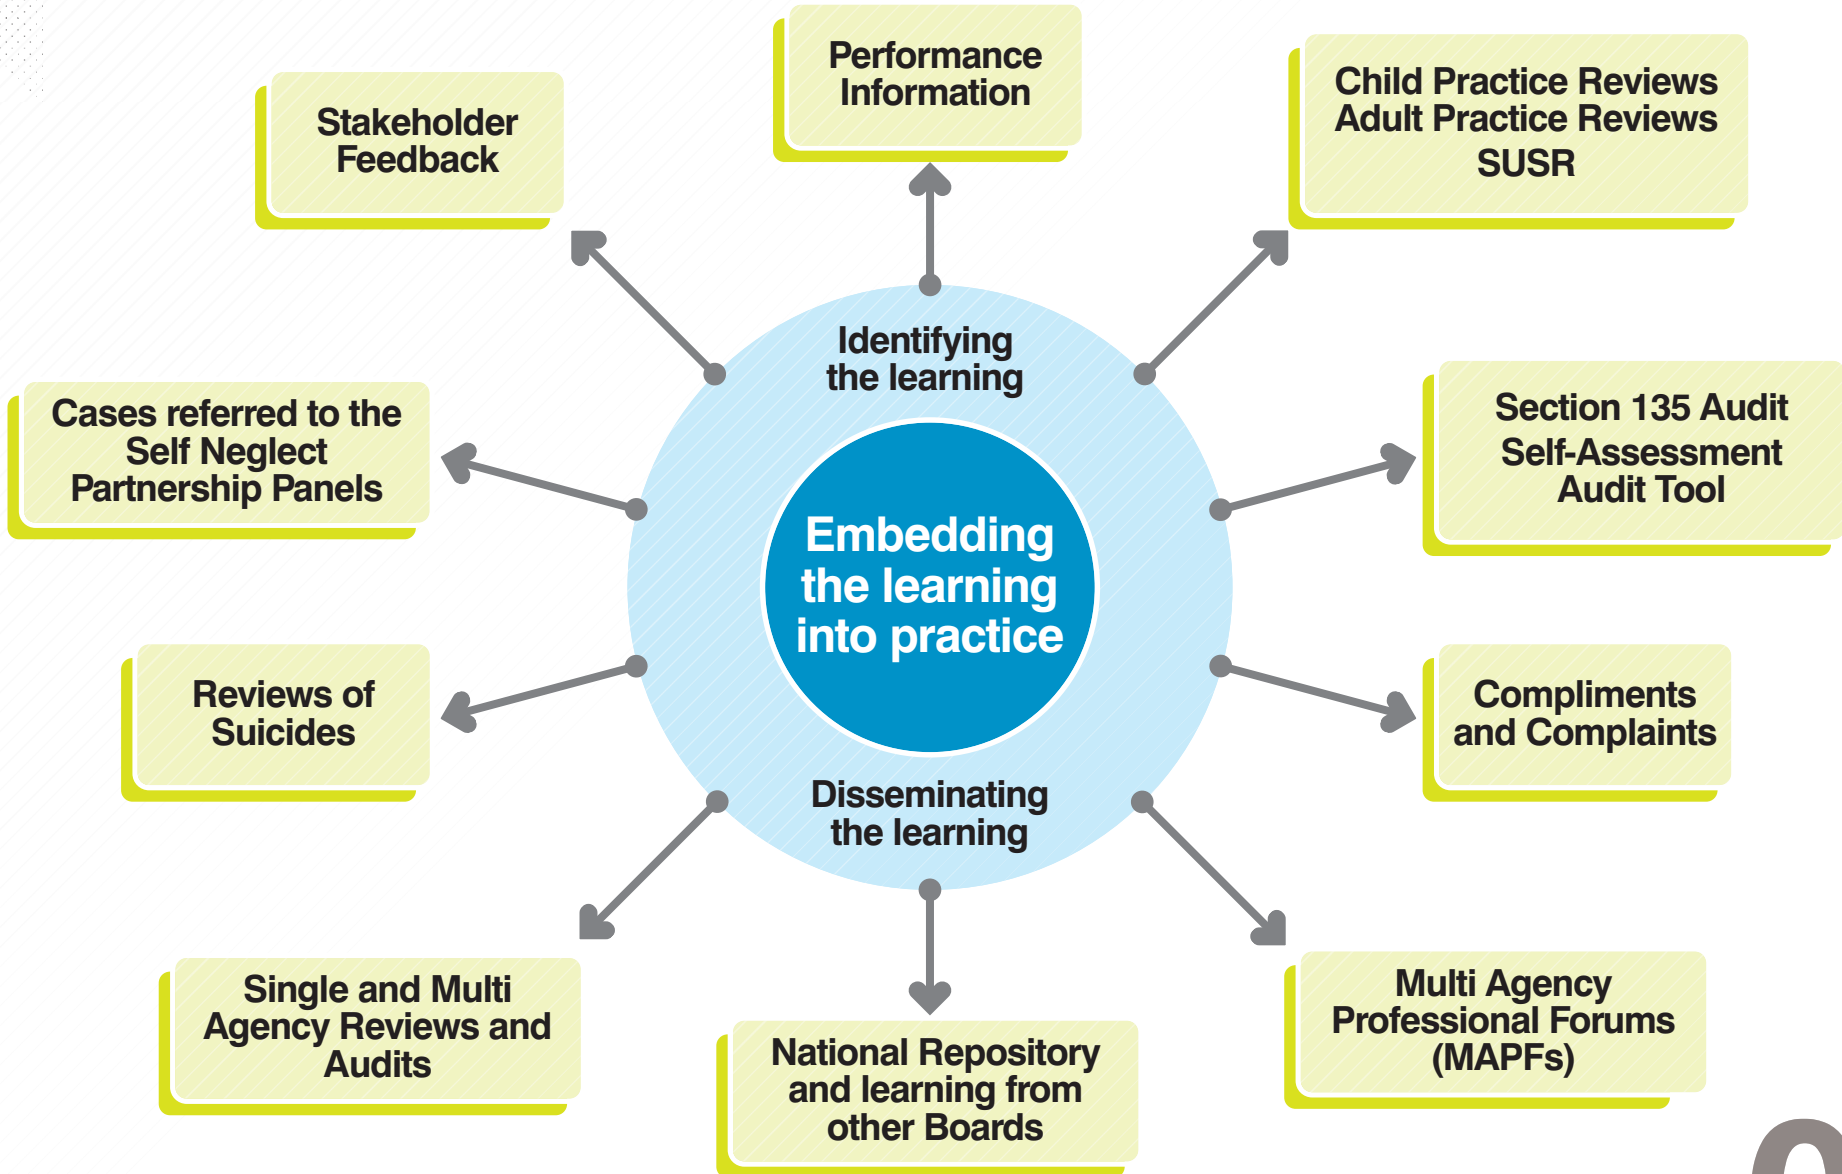 Performance
Information
Stakeholder
Feedback
Child Practice Reviews
Adult Practice Reviews
SUSR
Identifying
the learning
Cases referred to the
Self Neglect
Partnership Panels
Section 135 Audit
Self-Assessment
Audit Tool
Embedding
the learning
into practice
Reviews of
Suicides
Compliments
and Complaints
Disseminating
the learning
Single and Multi
Agency Reviews and
Audits
National Repository
and learning from
other Boards
Multi Agency
Professional Forums
(MAPFs)